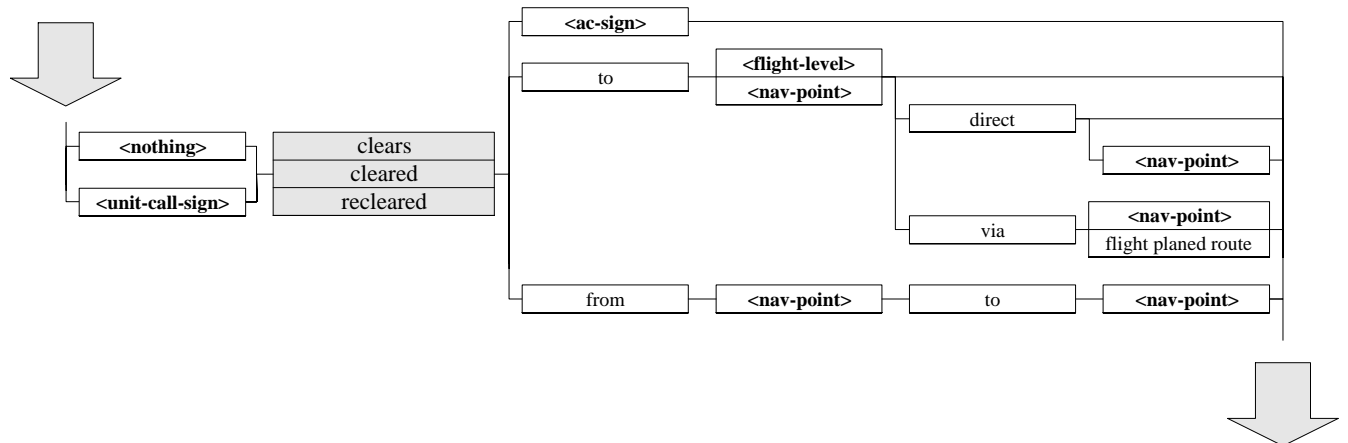 <ac-sign>
to
<flight-level>
<nav-point>
direct
<nothing>
clears
<nav-point>
cleared
<unit-call-sign>
recleared
<nav-point>
via
flight planed route
from
<nav-point>
to
<nav-point>